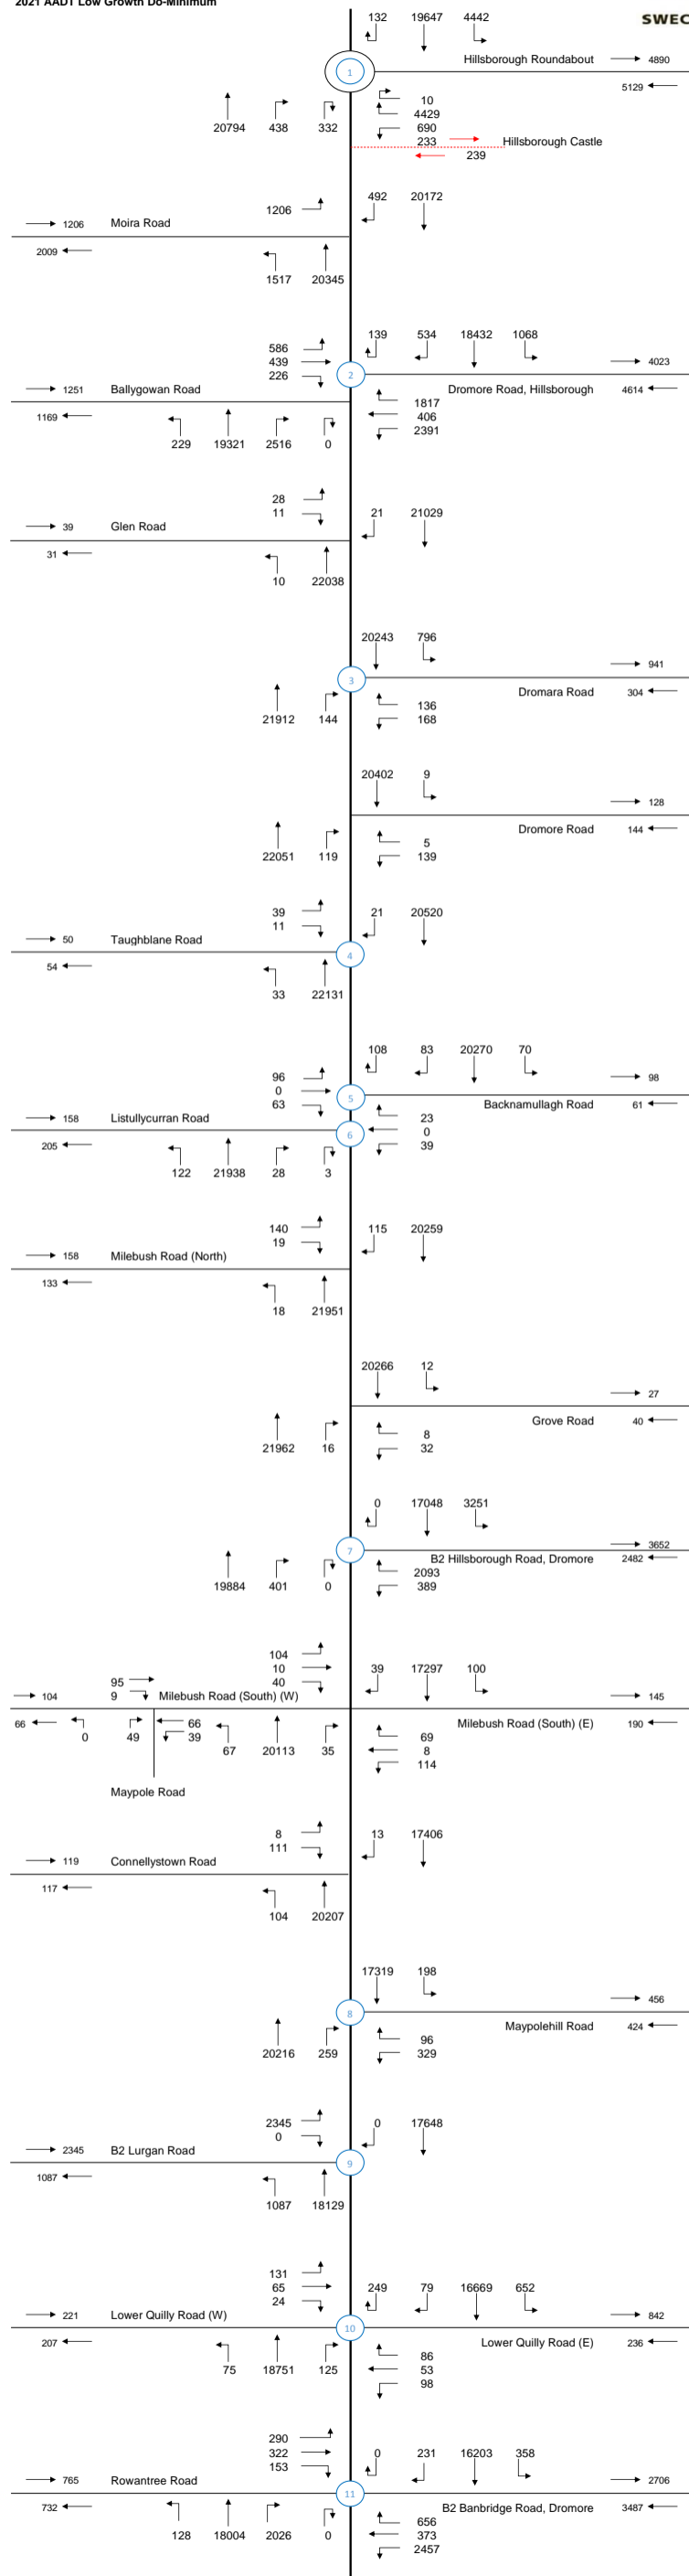 2021 AADT Low Growth Do-Minimum
SWEC
132 19647 4442
Hillsborough Roundabout 4890
1
5129
10
20794 438 332
4429
690
233 Hillsborough Castle
239
492 20172
1206
1206 Moira Road
2009
1517 20345
139 534 18432 1068
586
439
226
4023
2
1251 Ballygowan Road
Dromore Road, Hillsborough 4614
1169
1817
406
2391
229 19321 2516 0
28
11
21 21029
39 Glen Road
31
10 22038
20243 796
941
3
Dromara Road 304
21912 144
136
168
20402 9
128
Dromore Road 144
22051 119
5
139
39
11
21 20520
50 Taughblane Road
4
54
33 22131
108 83 20270 70
96
0
63
98
5
Backnamullagh Road 61
158 Listullycurran Road
23
0
39
6
205
122 21938 28 3
140
19
115 20259
158 Milebush Road (North)
133
18 21951
20266 12
27
Grove Road 40
21962 16
8
32
0 17048 3251
3652
7
B2 Hillsborough Road, Dromore 2482
19884 401 0
2093
389
104
10
40
39 17297 100
95
9
104 Milebush Road (South) (W)
145
66
0 49
66
39
67 20113 35
Milebush Road (South) (E) 190
69
8
114
Maypole Road
8
111
13 17406
119 Connellystown Road
117
104 20207
17319 198
456
8
Maypolehill Road 424
20216 259
96
329
2345
0
0 17648
2345 B2 Lurgan Road
9
1087
1087 18129
131
65
24
249 79 16669 652
221 Lower Quilly Road (W)
842
10
207
Lower Quilly Road (E) 236
75 18751 125
86
53
98
290
322
153
0 231 16203 358
765 Rowantree Road
2706
11
732
B2 Banbridge Road, Dromore 3487
128 18004 2026 0
656
373
2457